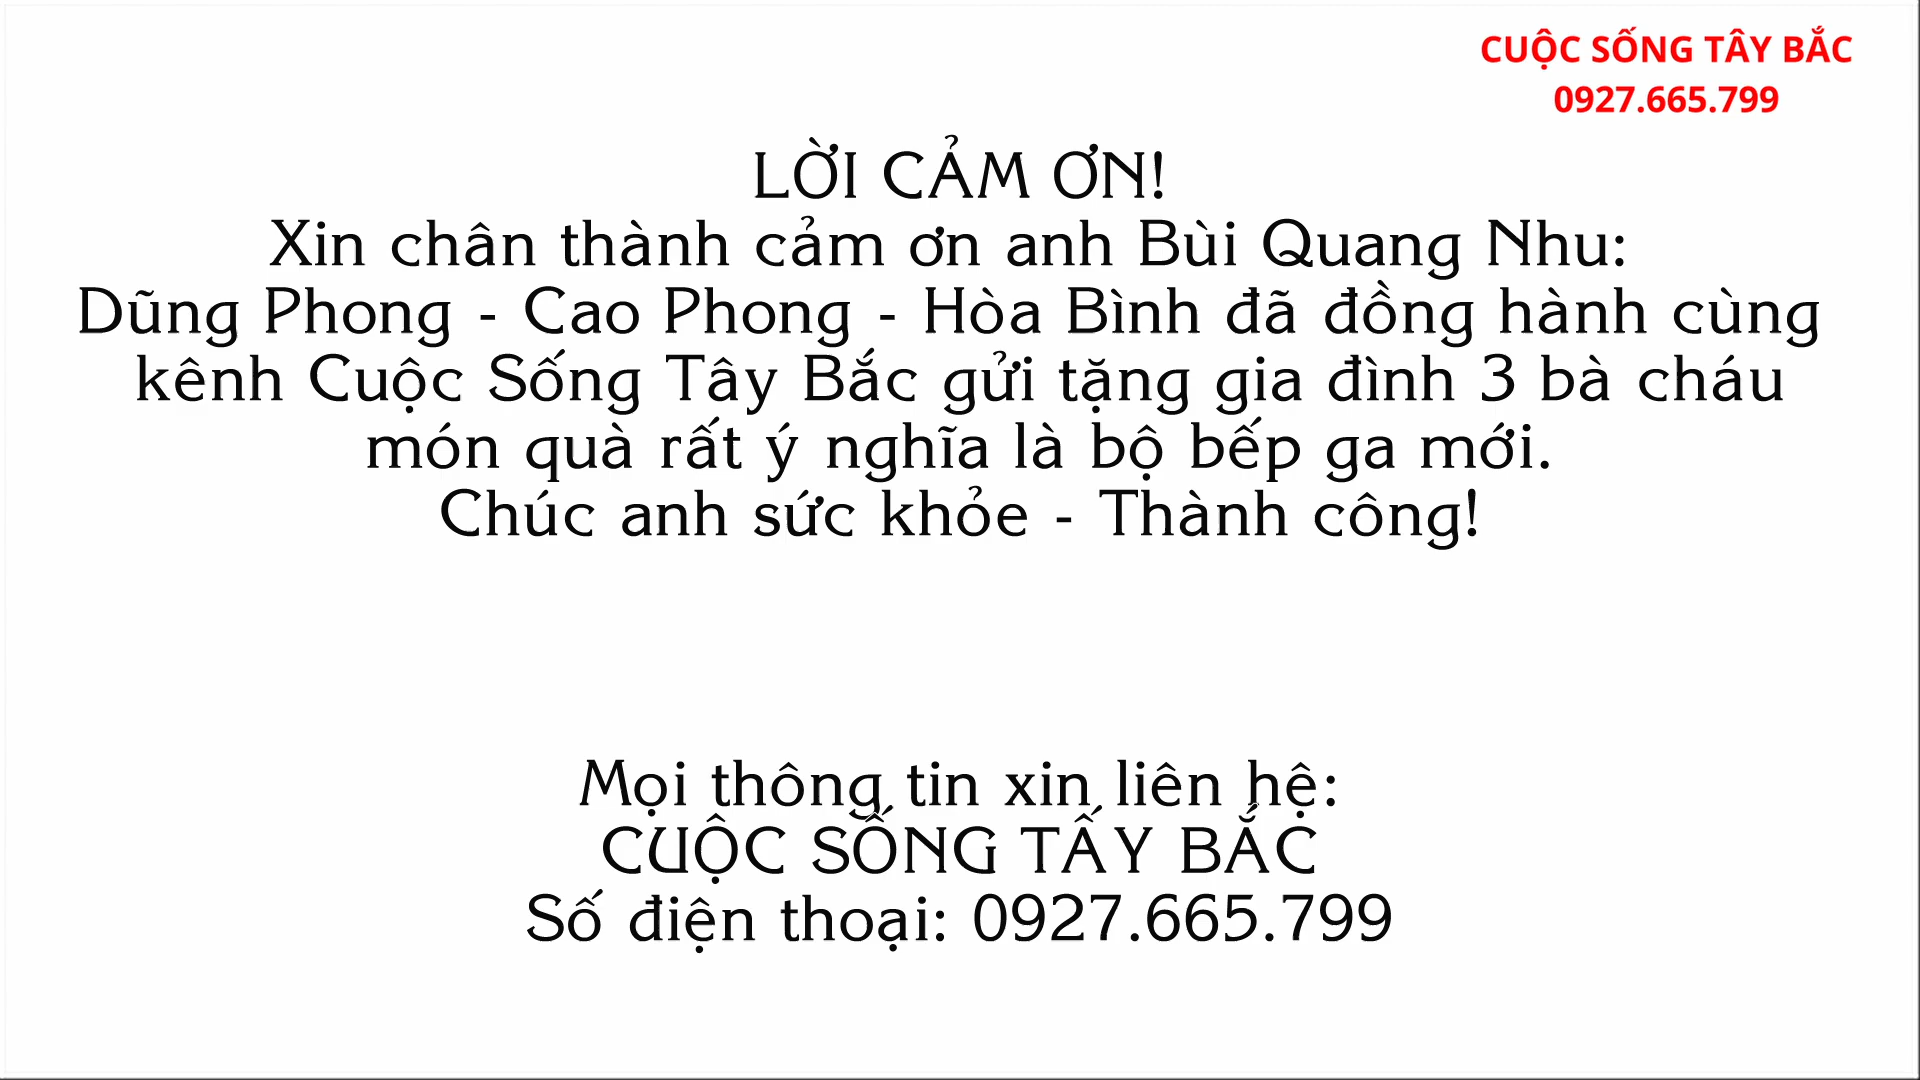 CUỘC SỐNG TÂY BẮC
0927.665.799
LỜI CẢM ƠN!
Xin chân thành cảm ơn anh Bùi Quang Nhu:
Dũng Phong - Cao Phong - Hòa Bình đã đồng hành cùng
kênh Cuộc Sống Tây Bắc gửi tặng gia đình 3 bà cháu
món quà rất ý nghĩa là bộ bếp ga mới.
Chúc anh sức khỏe - Thành công!
Mọi thông tin xin liên hệ:
CUỘC SỐNG TẤY BẮC
Số điện thoại: 0927.665.799